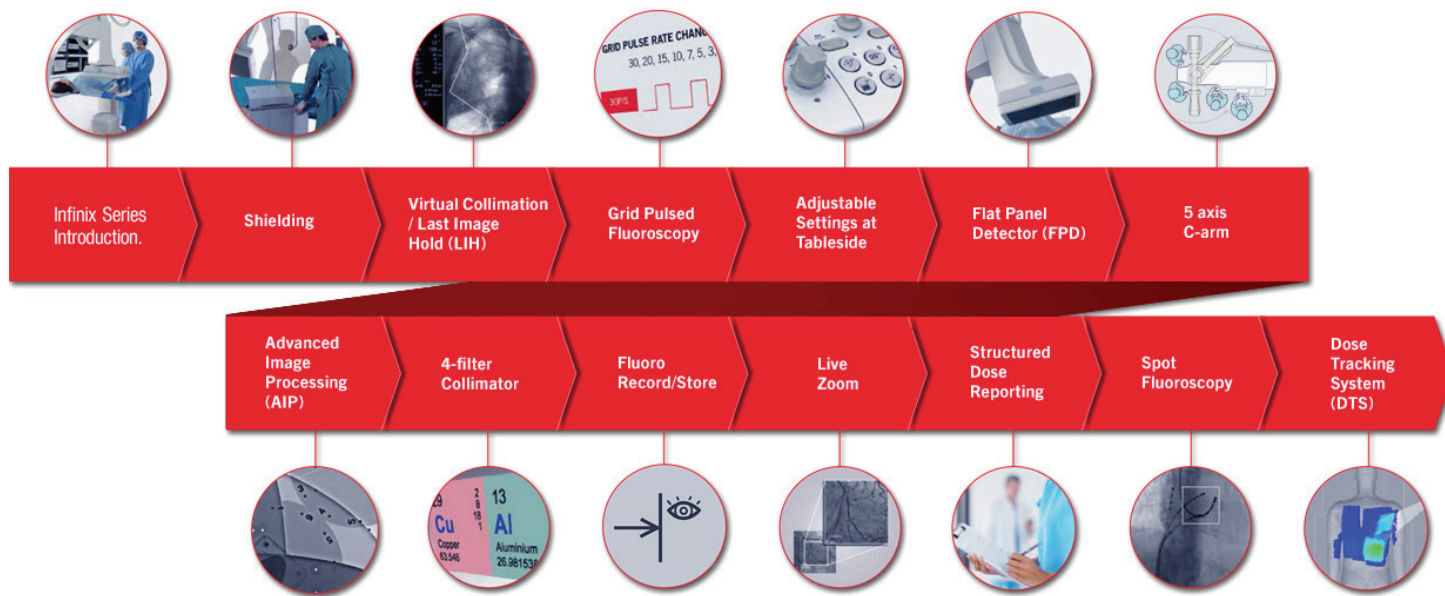 GRID PULSE RATE CHANG
30, 20, 15, 10, 7, 5, 3,
30P/S
Infinix Series
Introduction.
Shielding
Virtual Collimation
/ Last Image
Hold (LIH)
Grid Pulsed
Fluoroscopy
Adjustable
Settings at
Tableside
Flat Panel
Detector (FPD)
5 axis
C-arm
Advanced
Image
Processing
(AIP)
4-filter
Collimator
Fluoro
Record/Store
Live
Zoom
Structured
Dose
Reporting
Spot
Fluoroscopy
Dose
Tracking
System
(DTS)
29
2
8
18
1
Cu
Copper
63.546
13
Al
Aluminium
26.981538